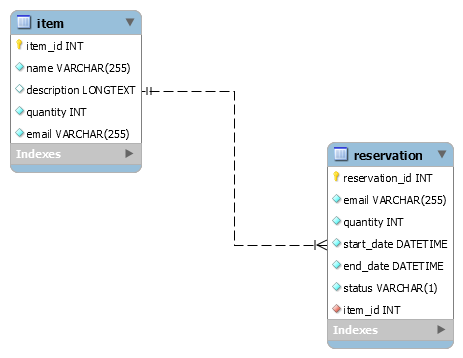 item
item_id INT
name VARCHAR(255)
description LONGTEXT
quantity INT
email VARCHAR(255)
Indexes
reservation
reservation_id INT
email VARCHAR(255)
quantity INT
start_date DATETIME
end_date DATETIME
status VARCHAR(1)
item_id INT
Indexes